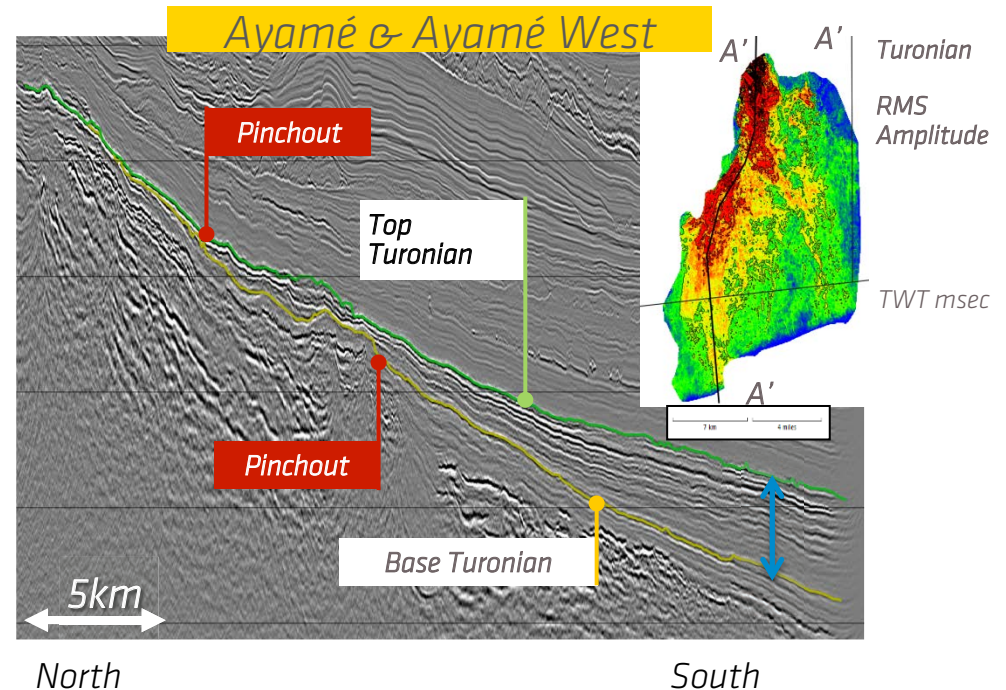 Ayamé & Ayamé West
A’
A’
Turonian
RMS
Amplitude
Pinchout
Top
Turonian
TWT msec
A’
7 km
4 miles
Pinchout
Base Turonian
5km
North
South